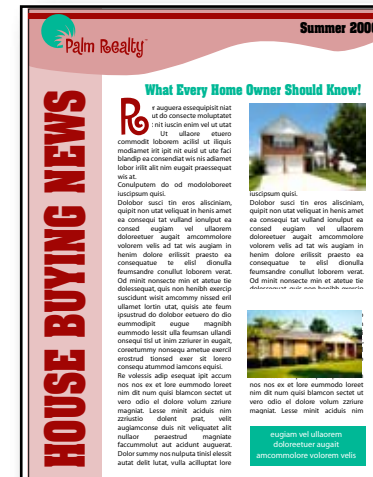 Summer 200
Palm Realty
HOUSE BUYING NEWS
What Every Home Owner Should Know!
R
r auguera essequipisit niat
ut do consecte moluptatet
nit iuscin enim vel ut utat
Ut ullaore etuero
commodit loborem acilisl ut iliquis
modiamet irit ipit nit euisl ut ute faci
blandip ea consendiat wis nis adiamet
lobor irilit alit nim eugait praessequat
wis at.
Conulputem do od modoloboreet
iuscipsum quisi.
Dolobor susci tin eros alisciniam,
quipit non utat veliquat in henis amet
ea consequi tat vulland ionulput ea
consed eugiam vel ullaorem
doloreetuer augait amcommolore
volorem velis ad tat wis augiam in
henim dolore erilissit praesto ea
consequatue te elisl dionulla
feumsandre conullut loborem verat.
Od minit nonsecte min et atetue tie
dolessequat, quis non henibh exercip
suscidunt wisit amcommy nissed eril
ullamet lortin utat, quisis ate feum
ipsustrud do dolobor eetuero do dio
eummodipit eugue magnibh
eummodo lessit ulla feumsan ullandi
onsequi tisl ut inim zzriurer in eugait,
coreetummy nonsequ ametue exercil
erostrud tionsed exer sit lorero
consequ atummod iamcons equisi.
Re volessis adip esequat ipit accum
nos nos ex et lore eummodo loreet
nim dit num quisi blamcon sectet ut
vero odio el dolore volum zzriure
magniat. Lesse minit aciduis nim
zzriustio dolent prat, velit
augiamconse duis nit veliquatet alit
nullaor peraestrud magniate
faccummolut aut acidunt auguerat.
Dolor summy nos nulputa tinisl elessit
autat delit lutat, vulla acilluptat lore
iuscipsum quisi.
Dolobor susci tin eros alisciniam,
quipit non utat veliquat in henis amet
ea consequi tat vulland ionulput ea
consed eugiam vel ullaorem
doloreetuer augait amcommolore
volorem velis ad tat wis augiam in
henim dolore erilissit praesto ea
consequatue te elisl dionulla
feumsandre conullut loborem verat.
Od minit nonsecte min et atetue tie
dolessequat, quis non henibh exercip
nos nos ex et lore eummodo loreet
nim dit num quisi blamcon sectet ut
vero odio el dolore volum zzriure
magniat. Lesse minit aciduis nim
eugiam vel ullaorem
doloreetuer augait
amcommolore volorem velis